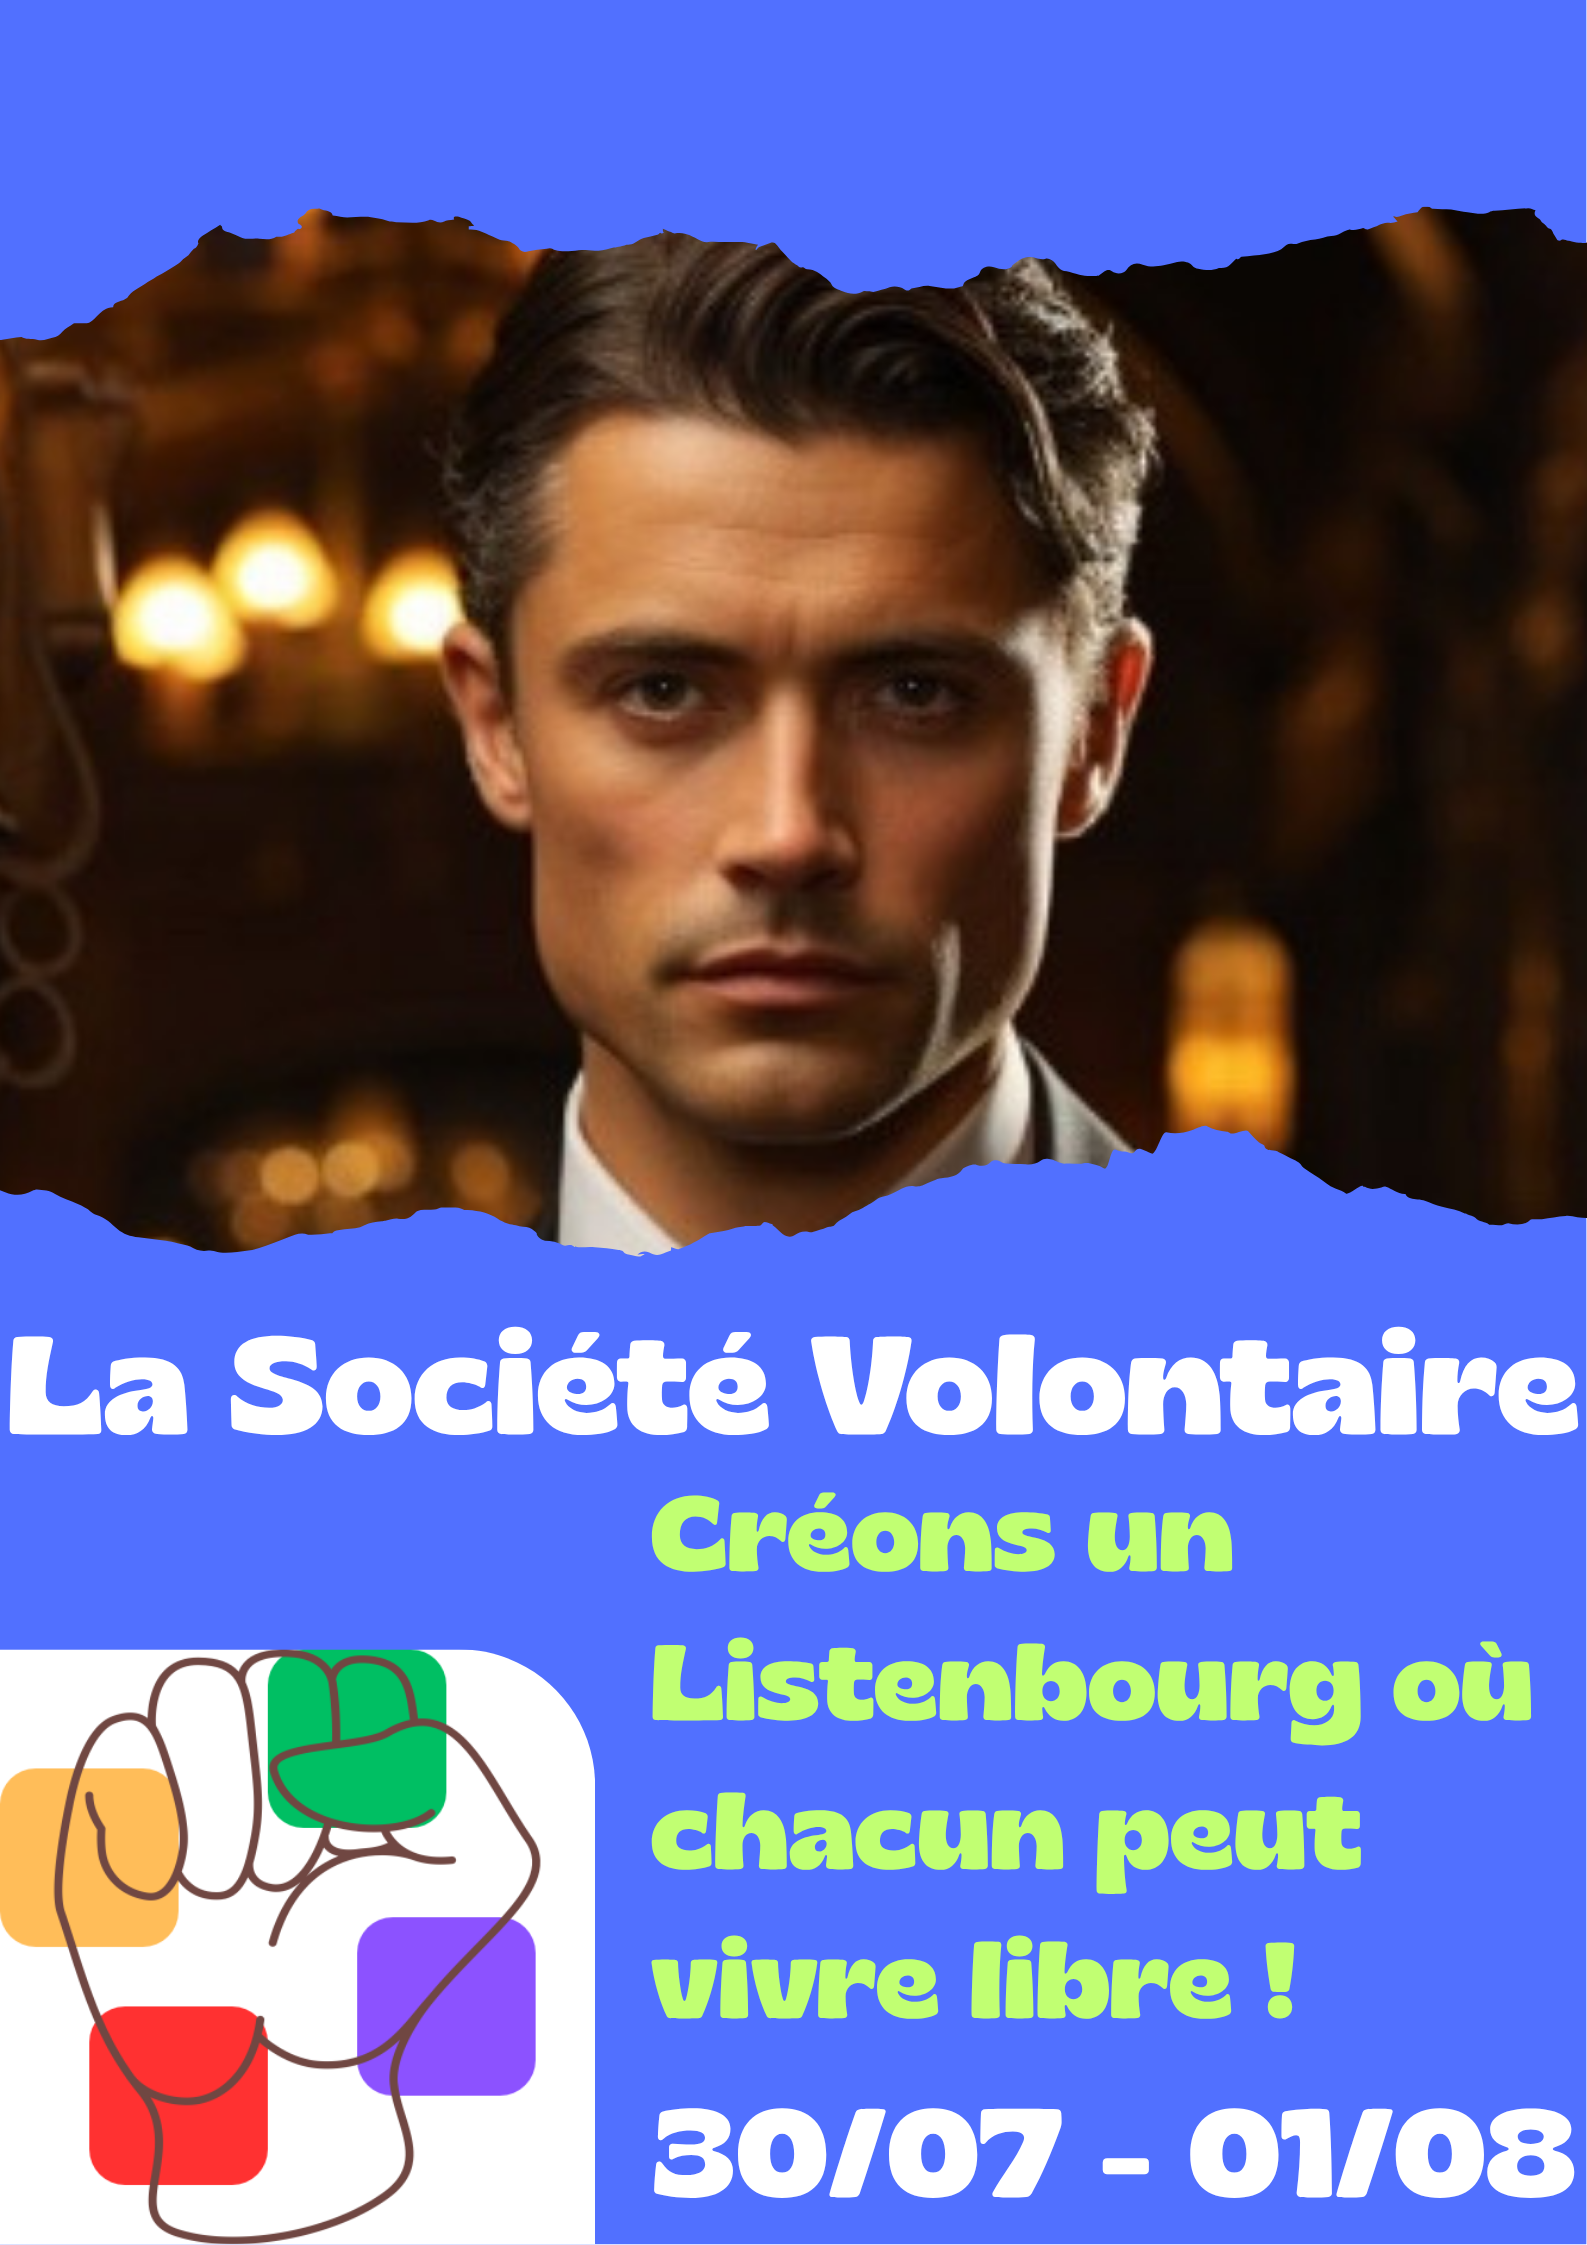 La Société Volontaire
Créons un
Listenbourg où
chacun peut
vivre libre !
30/07 - 01/08